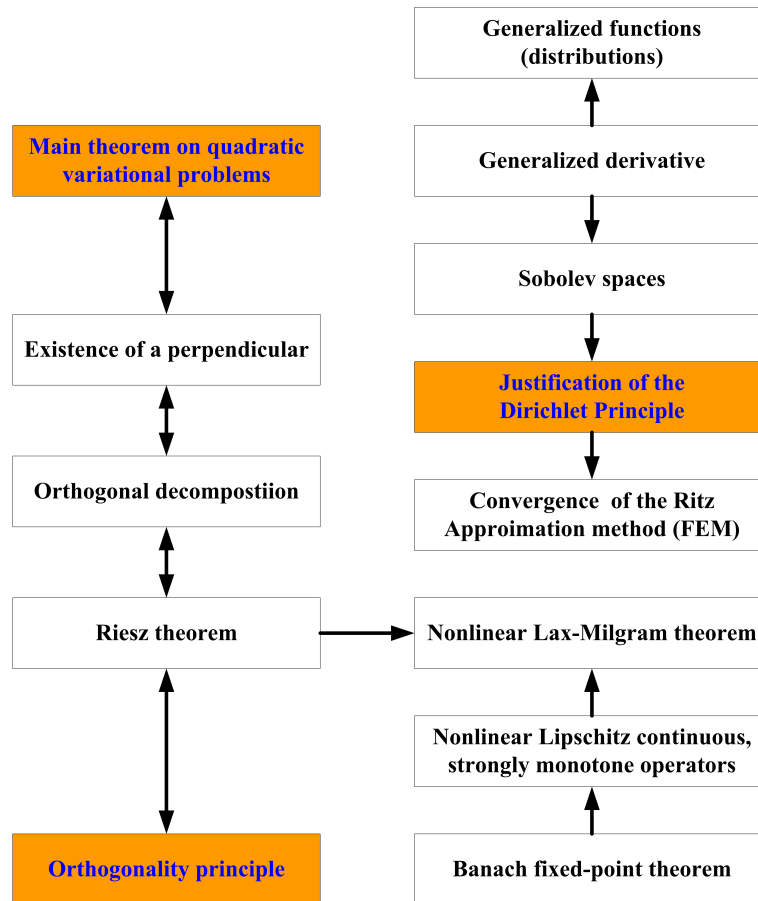 Generalized functions
(distributions)
Main theorem on quadratic
variational problems
Generalized derivative
Sobolev spaces
Existence of a perpendicular
Justification of the
Dirichlet Principle
Orthogonal decompostiion
Convergence of the Ritz
Approimation method (FEM)
Riesz theorem
Nonlinear Lax-Milgram theorem
Nonlinear Lipschitz continuous,
strongly monotone operators
Orthogonality principle
Banach fixed-point theorem